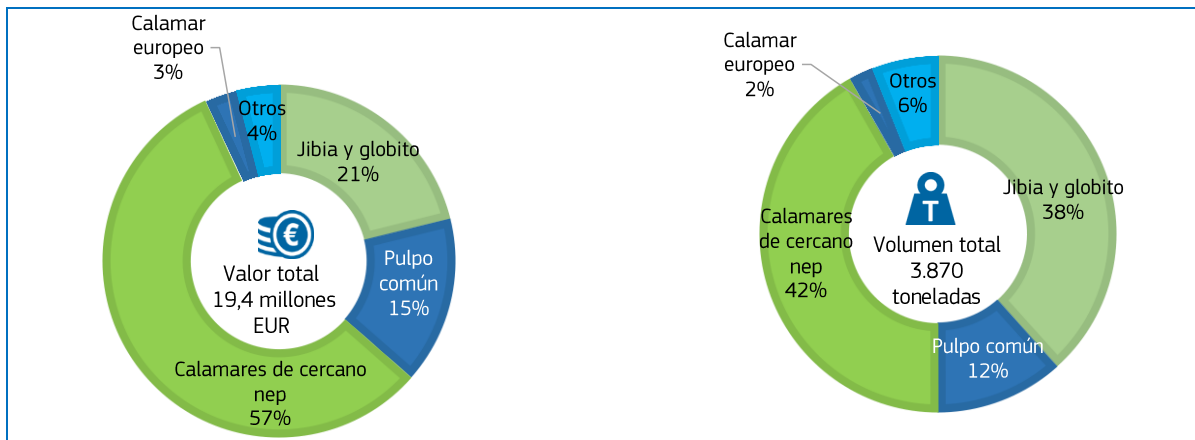 Calamar
europeo
3%
Otros
4%
Jibia y globito
21%
Pulpo
común
15%
Calamares de cercano
nep
57%
€
Valor total
19,4 millones
EUR
Calamar
europeo
2%
Otros
6%
Jibia y globito
38%
Pulpo común
12%
Calamares
de cercano
nep
42%
T
Volumen total
3.870
toneladas